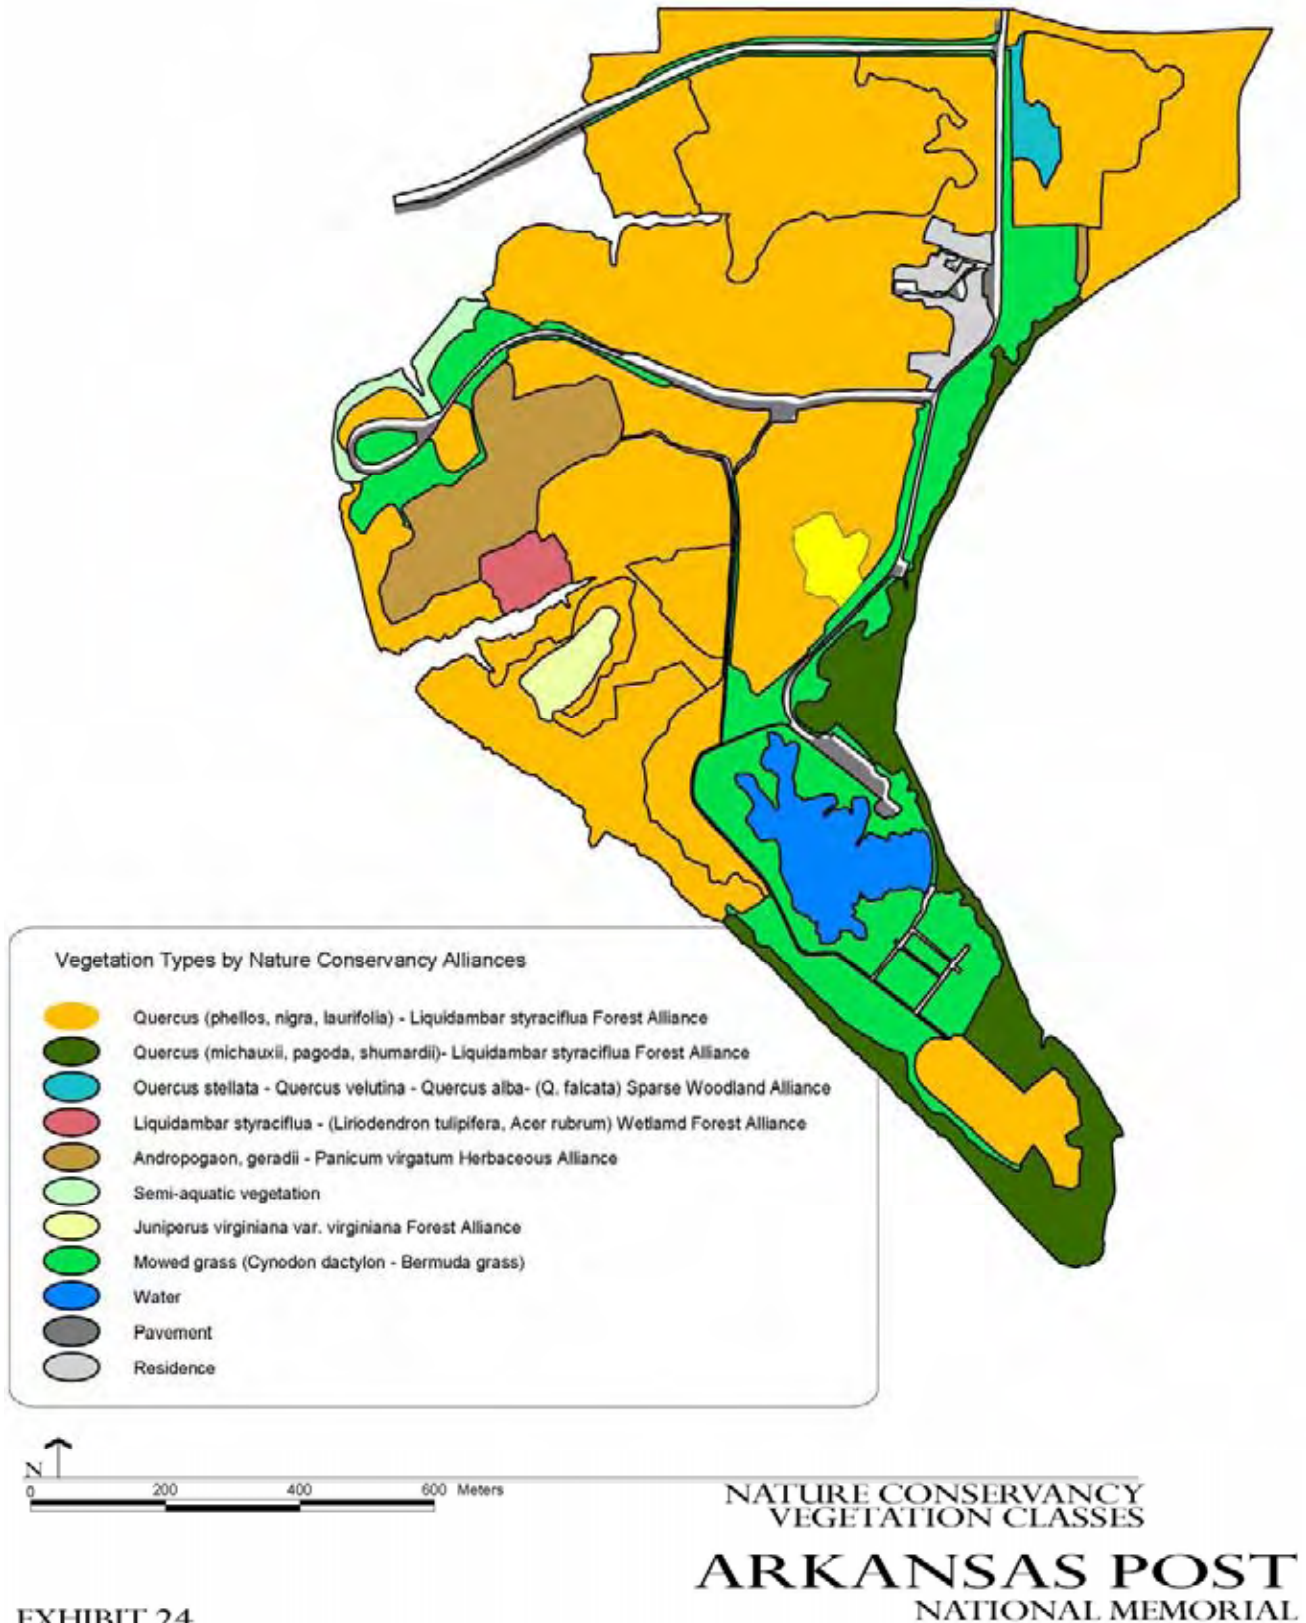 Vegetation Types by Nature Conservancy Alliances
Quercus (phellos, nigra, laurifolia) - Liquidambar styraciflua Forest Alliance
Quercus (michauxii, pagoda, shumardii)- Liquidambar styraciflua Forest Alliance
Ouercus stellata - Quercus velutina - Quercus alba- (Q. falcata) Sparse Woodland Alliance
Liquidambar styraciflua - (Liriodendron tulipifera, Acer rubrum) Wetlamd Forest Alliance
Andropogaon, geradii - Panicum virgatum Herbaceous Alliance
Semi-aquatic vegetation
Juniperus virginiana var. virginiana Forest Alliance
Mowed grass (Cynodon dactylon - Bermuda grass)
Water
Pavement
Residence
N
0 200 400 600 Meters
NATURE CONSERVANCY
VEGETATION CLASSES
ARKANSAS POST
NATIONAL MEMORIAL
EXHIBIT 24